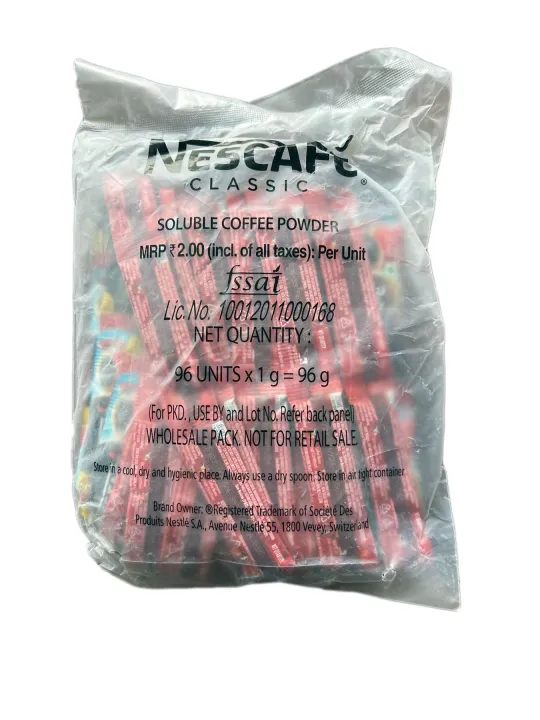 NESCAFÉ
CLASSIC ®
SOLUBLE COFFEE POWDER
MRP ₹2.00 (incl. of all taxes): Per Unit
fssai
Lic. No. 10012011000168
NET QUANTITY :
96 UNITS x 1 g = 96 g
(For PKD., USE BY and Lot No. Refer back panel)
WHOLESALE PACK. NOT FOR RETAIL SALE.
Store in a cool, dry and hygienic place. Always use a dry spoon. Store in air tight container
Brand Owner: ®Registered Trademark of Société Des
Produits Nestlé S.A., Avenue Nestlé 55, 1800 Vevey, Switzerland